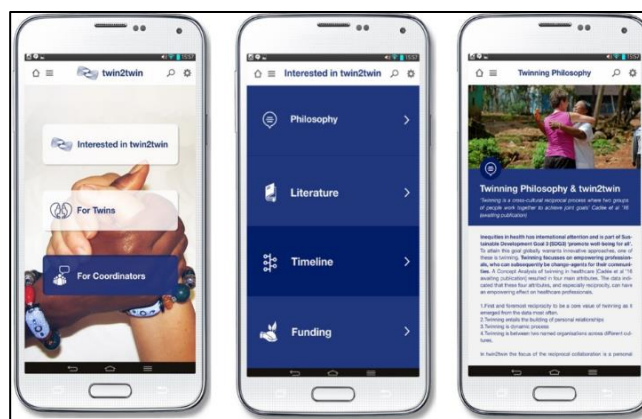 15:57
twin2twin
Interested in twin2twin
For Twins
For Coordinators
15:57
Interested in twin2twin
Philosophy
Literature
Timeline
Funding
15:57
Twinning Philosophy
Twinning Philosophy & twin2twin
'Twinning is a cross-cultural reciprocal process where two groups
of people work together to achieve joint goals' Cadee et al '16
(awaiting publication)
Inequities in health has international attention and is part of Sus-
tainable Development Goal 3 (SDG3) 'promote well-being for all'.
To attain this goal globally warrants innovative approaches, one of
these is twinning. Twinning focusses on empowering profession-
als, who can subsequently be change-agents for their communi-
ties. A Concept Analysis of twinning in healthcare (Cadee et al '16
awaiting publication) resulted in four main attributes. The data indi-
cated that these four attributes, and especially reciprocity, can have
an empowering effect on healthcare professionals.
1.First and foremost reciprocity to be a core value of twinning as it
emerged from the data most often.
2.Twinning entails the building of personal relationships
3.Twinning is dynamic process
4.Twinning is between two named organisations across different cul-
tures.
In twin2twin the focus of the reciprocal collaboration is a personal